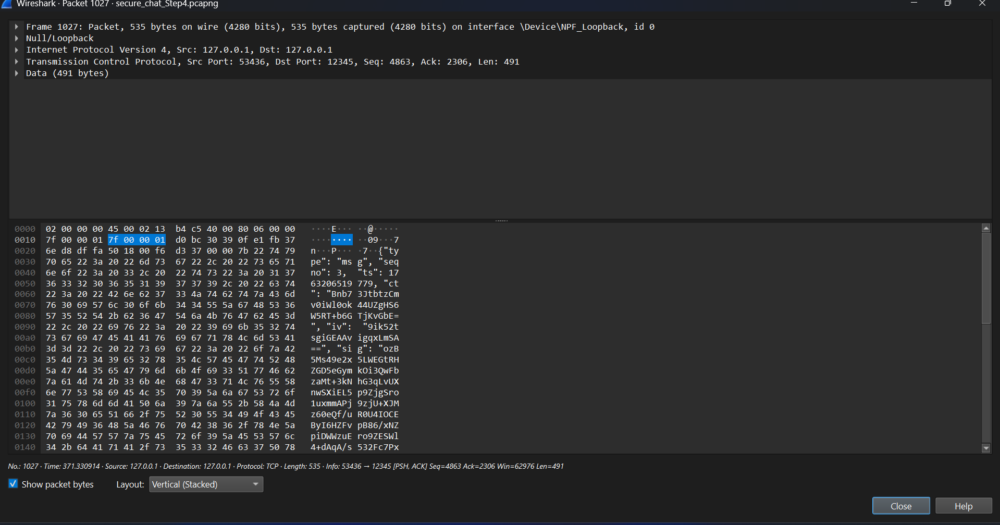 Wireshark · Packet 1027 · secure_chat_Step4.pcapng
Frame 1027: Packet, 535 bytes on wire (4280 bits), 535 bytes captured (4280 bits) on interface \Device\NPF_Loopback, id 0
Null/Loopback
Internet Protocol Version 4, Src: 127.0.0.1, Dst: 127.0.0.1
Transmission Control Protocol, Src Port: 53436, Dst Port: 12345, Seq: 4863, Ack: 2306, Len: 491
Data (491 bytes)
0000 02 00 00 00 45 00 02 13 b4 c5 40 00 80 06 00 00 ····E··· ··@·····
0010 7f 00 00 01 7f 00 00 01 d0 bc 30 39 0f e1 fb 37 ········ ··09···7
0020 6e d8 df fa 50 18 00 f6 d3 37 00 00 7b 22 74 79 n···P··· ·7··{"ty
0030 70 65 22 3a 20 22 6d 73 67 22 2c 20 22 73 65 71 pe": "ms g", "seq
0040 6e 6f 22 3a 20 33 2c 20 22 74 73 22 3a 20 31 37 no": 3,  "ts": 17
0050 36 33 32 30 36 35 31 39 37 37 39 2c 20 22 63 74 63206519 779, "ct
0060 22 3a 20 22 42 6e 62 37 33 4a 74 62 74 7a 43 6d ": "Bnb7 3JtbtzCm
0070 76 30 69 57 6c 30 6f 6b 34 34 55 5a 67 48 53 36 v0iWl0ok 44UZgHS6
0080 57 35 52 54 2b 62 36 47 54 6a 4b 76 47 62 45 3d W5RT+b6G TjKvGbE=
0090 22 2c 20 22 69 76 22 3a 20 22 39 69 6b 35 32 74 ", "iv":  "9ik52t
00a0 73 67 69 47 45 41 41 76 69 67 71 78 4c 6d 53 41 sgiGEAAv igqxLmSA
00b0 3d 3d 22 2c 20 22 73 69 67 22 3a 20 22 6f 7a 42 ==", "si g": "ozB
00c0 35 4d 73 34 39 65 32 78 35 4c 57 45 47 74 52 48 5Ms49e2x 5LWEGtRH
00d0 5a 47 44 35 65 47 79 6d 6b 4f 69 33 51 77 46 62 ZGD5eGym kOi3QwFb
00e0 7a 61 4d 74 2b 33 6b 4e 68 47 33 71 4c 76 55 58 zaMt+3kN hG3qLvUX
00f0 6e 77 53 58 69 45 4c 35 70 39 5a 6a 67 53 72 6f nwSXiEL5 p9ZjgSro
0100 31 75 78 6d 6d 41 50 6a 39 7a 6a 55 2b 58 4a 4d 1uxmmAPj 9zjU+XJM
0110 7a 36 30 65 51 66 2f 75 52 30 55 34 49 4f 43 45 z60eQf/u R0U4IOCE
0120 42 79 49 36 48 5a 46 76 70 42 38 36 2f 78 4e 5a ByI6HZFv pB86/xNZ
0130 70 69 44 57 57 7a 75 45 72 6f 39 5a 45 53 57 6c piDWWzuE ro9ZESWl
0140 34 2b 64 41 71 41 2f 73 35 33 32 46 63 37 50 78 4+dAqA/s 532Fc7Px
No.: 1027 · Time: 371.330914 · Source: 127.0.0.1 · Destination: 127.0.0.1 · Protocol: TCP · Length: 535 · Info: 53436 → 12345 [PSH, ACK] Seq=4863 Ack=2306 Win=62976 Len=491
Show packet bytes Layout: Vertical (Stacked)
Close Help